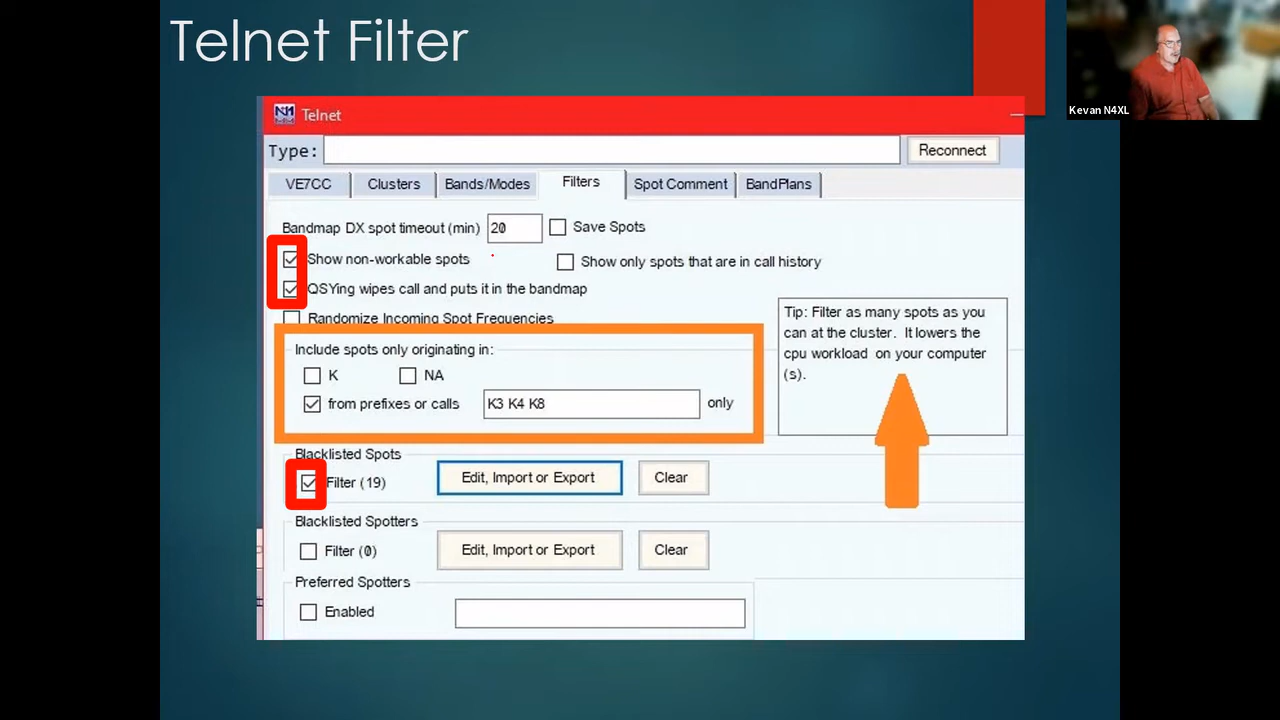 Telnet Filter
Kevan N4XL
N1MM Telnet
Type: Reconnect
VE7CC Clusters Bands/Modes Filters Spot Comment BandPlans
Bandmap DX spot timeout (min) 20 Save Spots
Show non-workable spots Show only spots that are in call history
QSYing wipes call and puts it in the bandmap
Randomize Incoming Spot Frequencies
Include spots only originating in:
K NA
from prefixes or calls K3 K4 K8 only
Tip: Filter as many spots as you
can at the cluster. It lowers the
cpu workload on your computer
(s).
Blacklisted Spots
Filter (19) Edit, Import or Export Clear
Blacklisted Spotters
Filter (0) Edit, Import or Export Clear
Preferred Spotters
Enabled